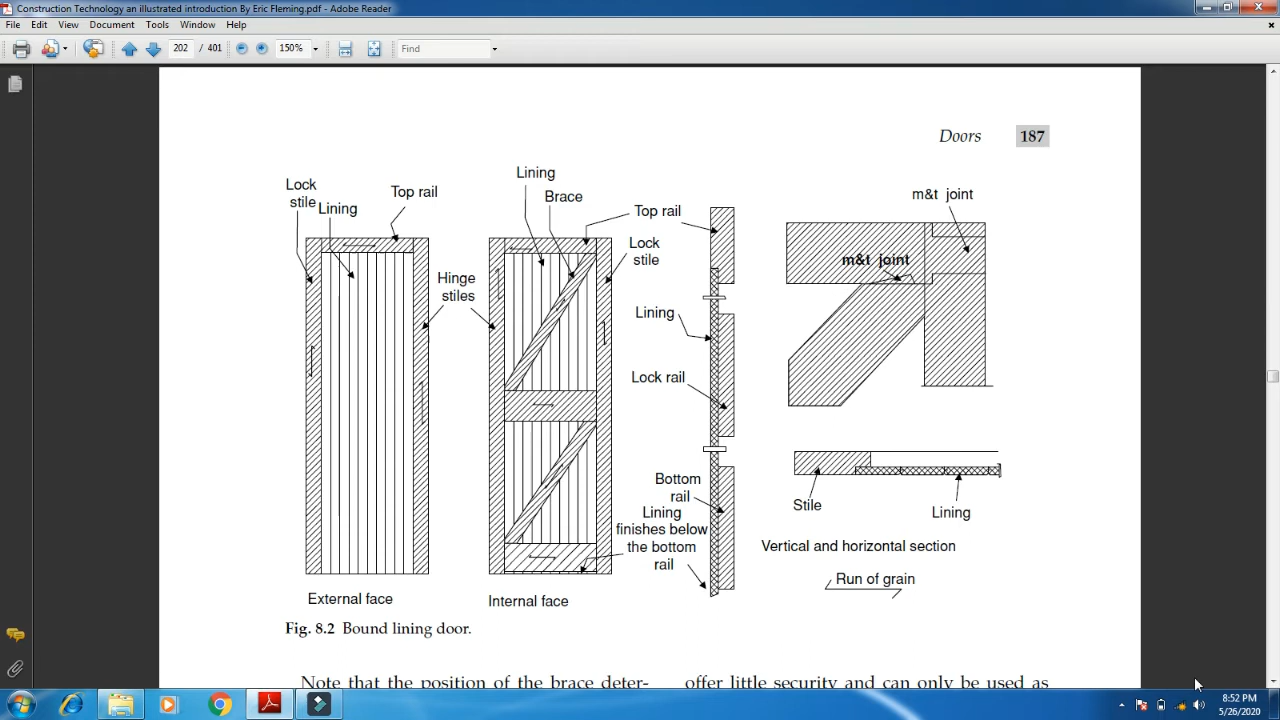 Construction Technology an illustrated introduction By Eric Fleming.pdf - Adobe Reader
File Edit View Document Tools Window Help
202 / 401 150% Find
Doors 187
Lock
stile
Lining
Top rail
Lining
Brace
Top rail
Lock
stile
Hinge
stiles
Lining
Lock rail
Bottom
rail
Lining
finishes below
the bottom
rail
m&t joint
m&t joint
Stile
Lining
Vertical and horizontal section
Run of grain
External face
Internal face
Fig. 8.2 Bound lining door.
Note that the position of the brace deter-
offer little security and can only be used as
8:52 PM
5/26/2020